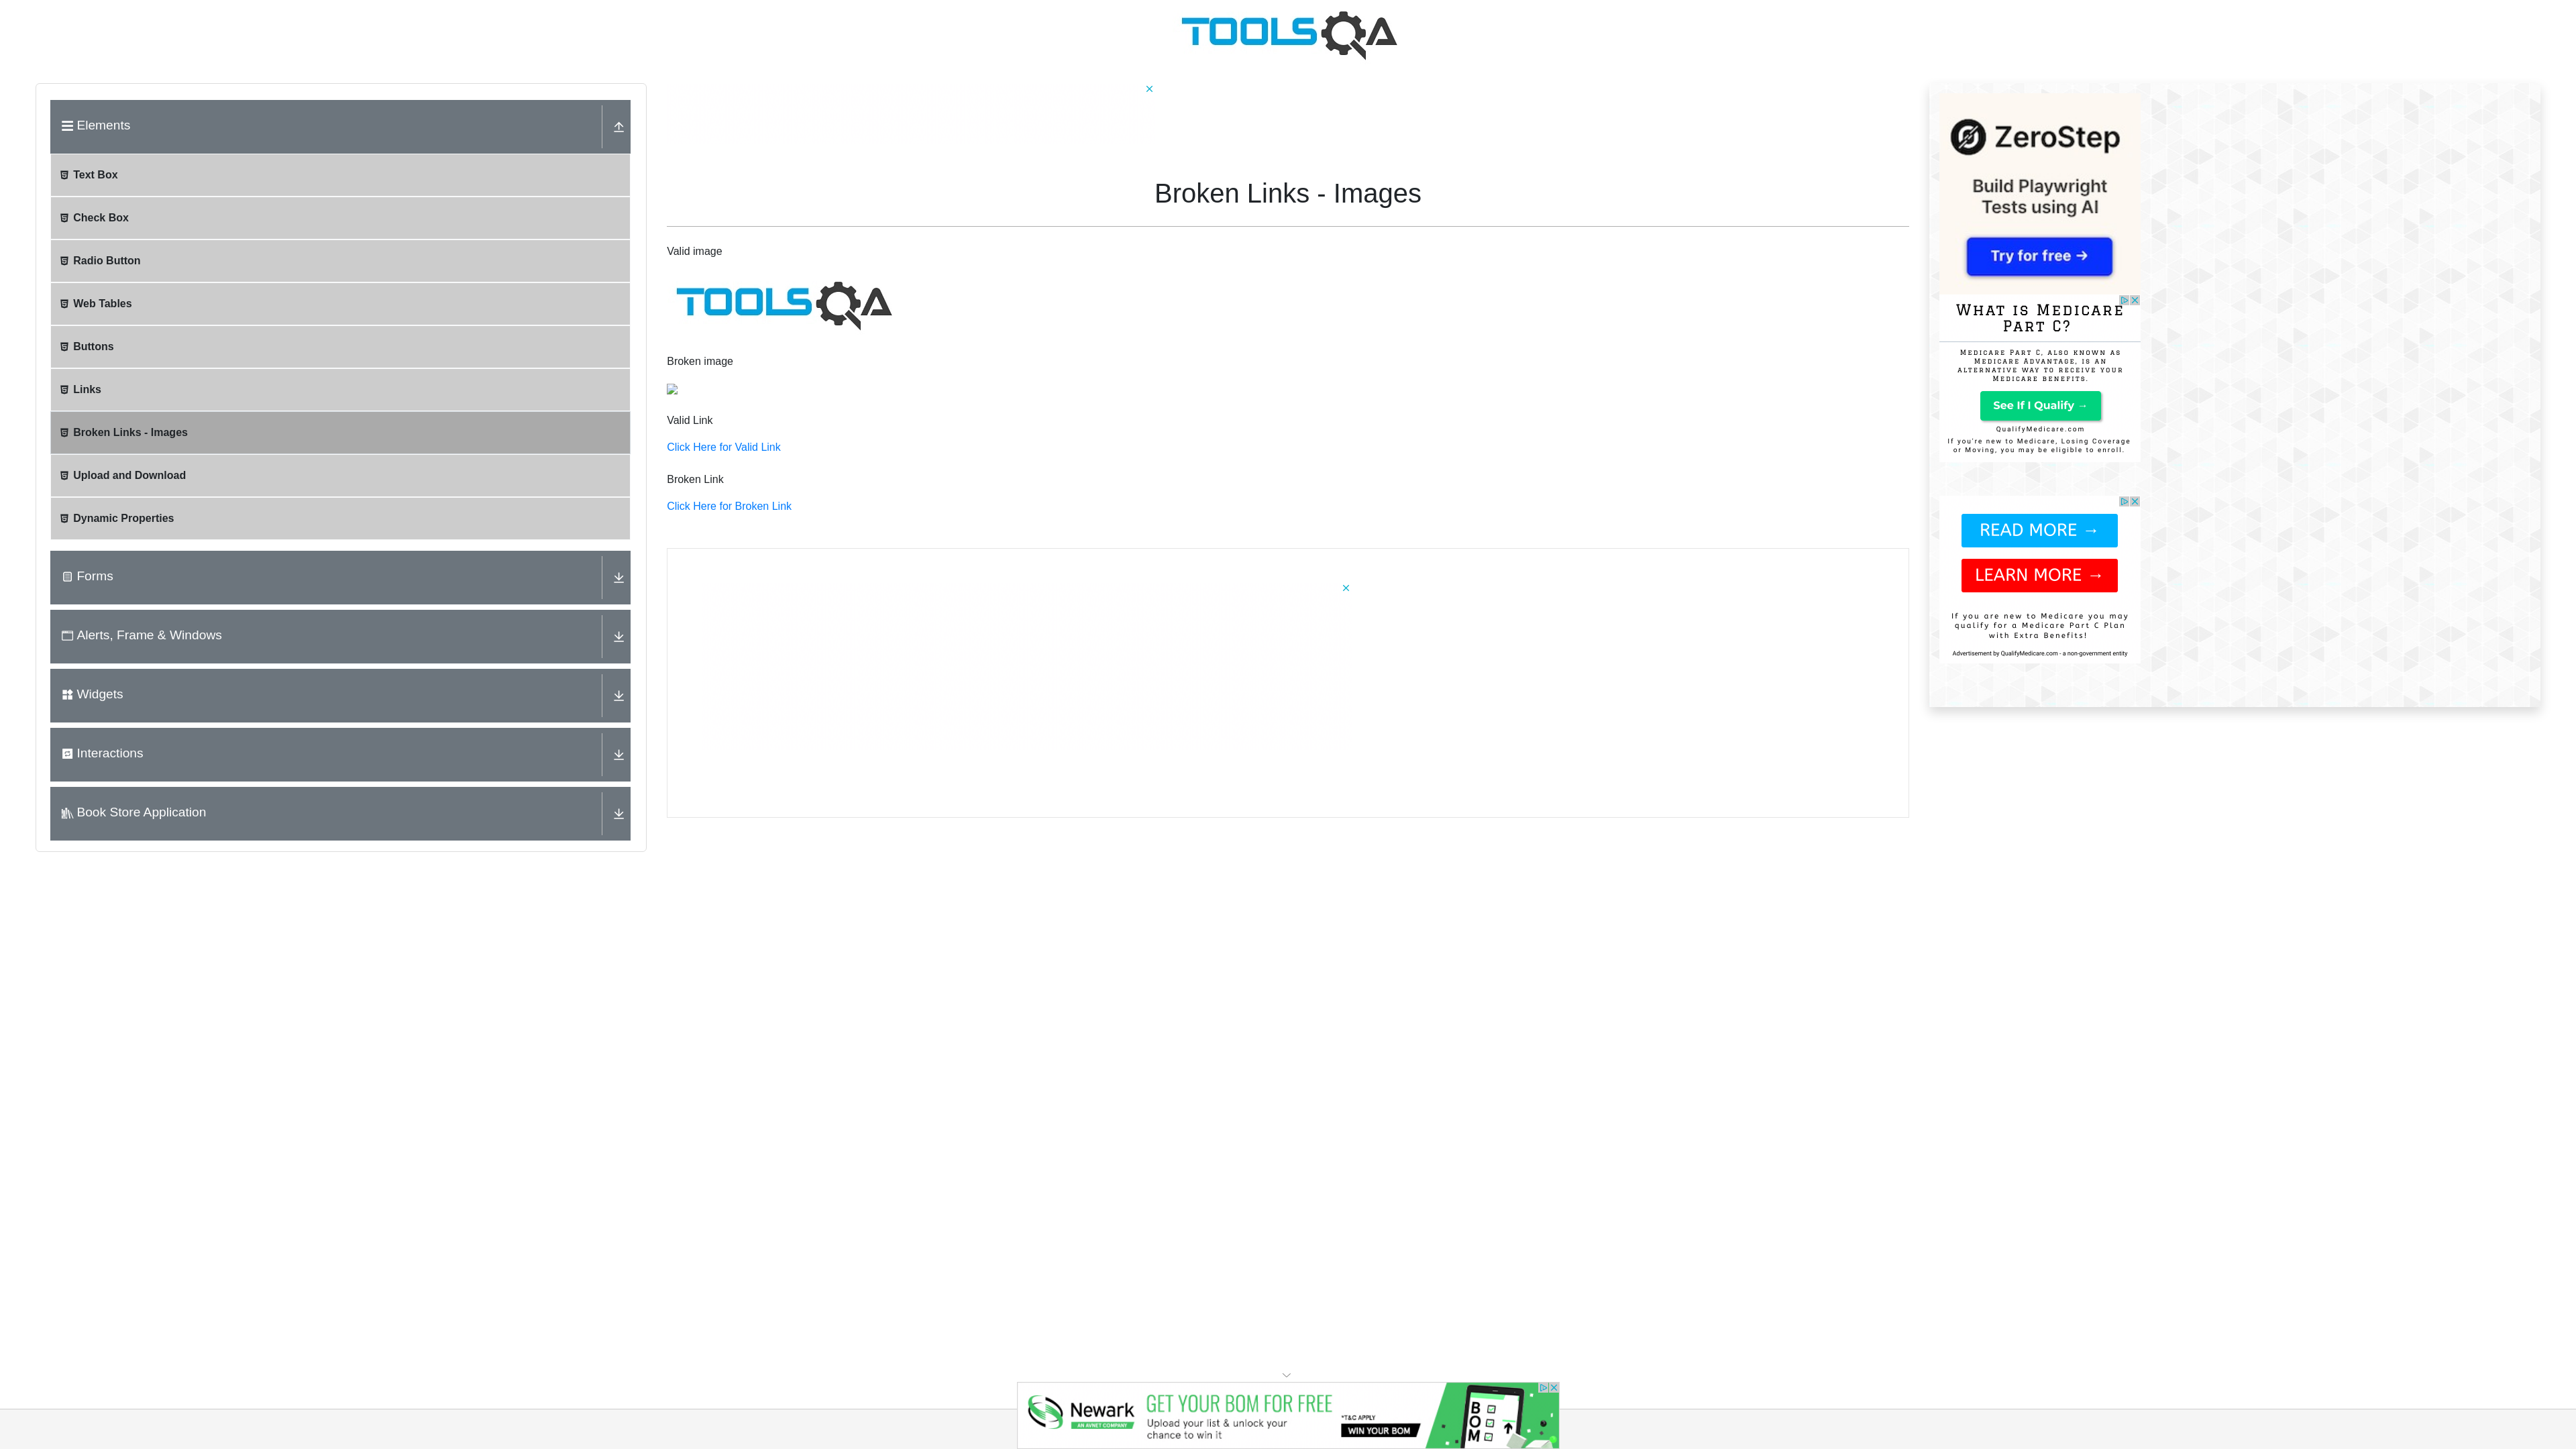 TOOLSQA
Elements
Text Box
Check Box
Radio Button
Web Tables
Buttons
Links
Broken Links - Images
Upload and Download
Dynamic Properties
Forms
Alerts, Frame & Windows
Widgets
Interactions
Book Store Application
Broken Links - Images
Valid image
TOOLSQA
Broken image
Valid Link
Click Here for Valid Link
Broken Link
Click Here for Broken Link
ZeroStep
Build Playwright
Tests using AI
Try for free →
What is Medicare
Part C?
Medicare Part C, also known as
Medicare Advantage, is an
alternative way to receive your
Medicare benefits.
See If I Qualify →
QualifyMedicare.com
If you're new to Medicare, Losing Coverage
or Moving, you may be eligible to enroll.
READ MORE →
LEARN MORE →
If you are new to Medicare you may
qualify for a Medicare Part C Plan
with Extra Benefits!
Advertisement by QualifyMedicare.com - a non-government entity
Newark
AN AVNET COMPANY
GET YOUR BOM FOR FREE
Upload your list & unlock your
chance to win it
*T&C APPLY
WIN YOUR BOM
BOM